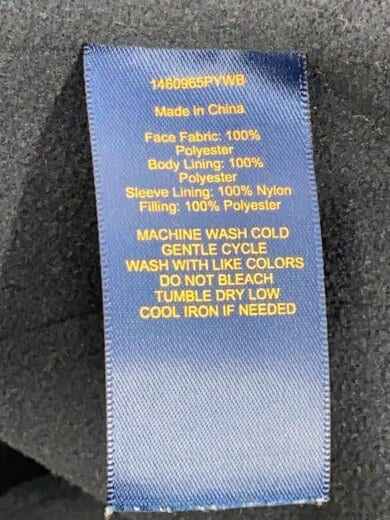 1460965PYWB
Made in China
Face Fabric: 100%
Polyester
Body Lining: 100%
Polyester
Sleeve Lining: 100% Nylon
Filling: 100% Polyester
MACHINE WASH COLD
GENTLE CYCLE
WASH WITH LIKE COLORS
DO NOT BLEACH
TUMBLE DRY LOW
COOL IRON IF NEEDED